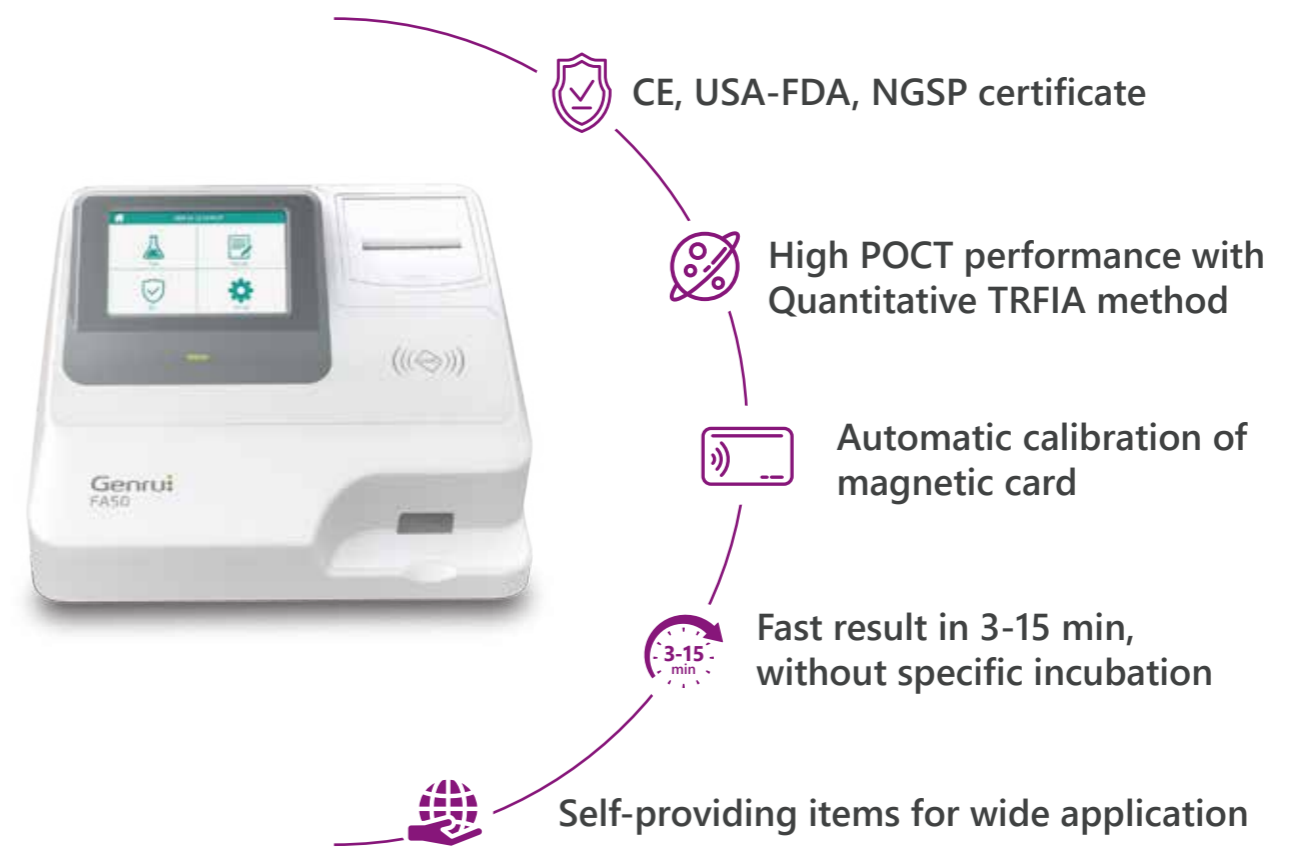 CE, USA-FDA, NGSP certificate
High POCT performance with
Quantitative TRFIA method
Automatic calibration of
magnetic card
3-15
min
Fast result in 3-15 min,
without specific incubation
Self-providing items for wide application
Genrui
FA50